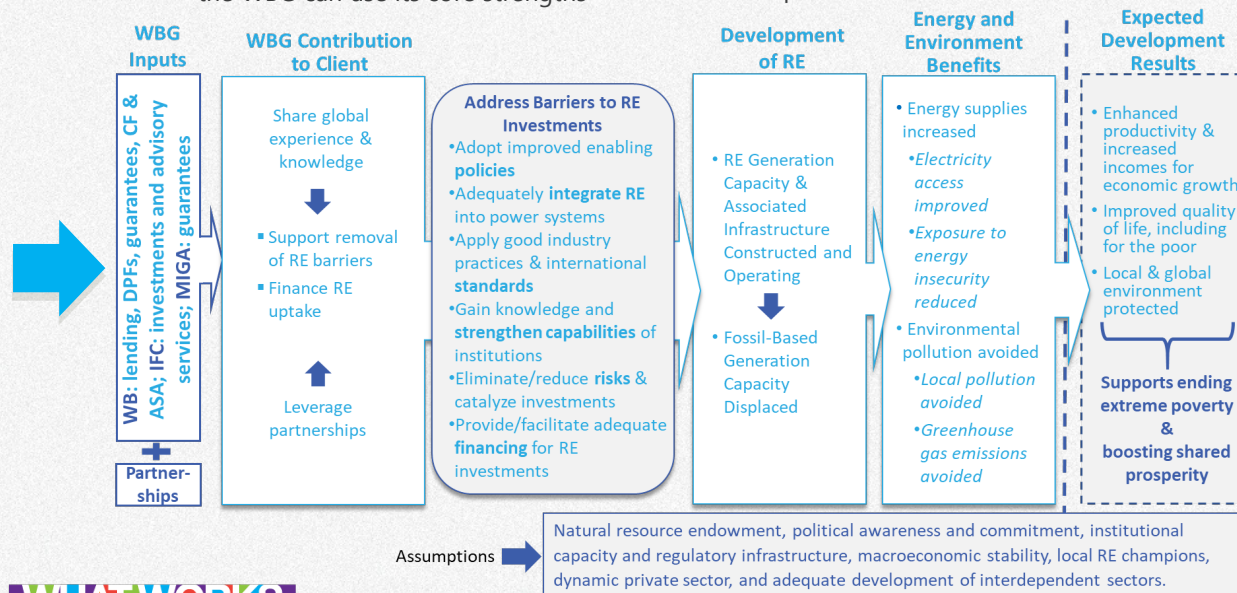 the WBG can use its core strengths
WBG
Inputs
WB: lending, DPFs, guarantees, CF &
ASA; IFC: investments and advisory
services; MIGA: guarantees
Partner-
ships
WBG Contribution
to Client
Share global
experience &
knowledge
▪ Support removal
of RE barriers
▪ Finance RE
uptake
Leverage
partnerships
Address Barriers to RE
Investments
•Adopt improved enabling
policies
•Adequately integrate RE
into power systems
•Apply good industry
practices & international
standards
•Gain knowledge and
strengthen capabilities of
institutions
•Eliminate/reduce risks &
catalyze investments
•Provide/facilitate adequate
financing for RE
investments
Development
of RE
• RE Generation
Capacity &
Associated
Infrastructure
Constructed and
Operating
• Fossil-Based
Generation
Capacity
Displaced
Energy and
Environment
Benefits
• Energy supplies
increased
•Electricity
access
improved
•Exposure to
energy
insecurity
reduced
• Environmental
pollution avoided
•Local pollution
avoided
•Greenhouse
gas emissions
avoided
Expected
Development
Results
• Enhanced
productivity &
increased
incomes for
economic growth
• Improved quality
of life, including
for the poor
• Local & global
environment
protected
Supports ending
extreme poverty
&
boosting shared
prosperity
Assumptions
Natural resource endowment, political awareness and commitment, institutional
capacity and regulatory infrastructure, macroeconomic stability, local RE champions,
dynamic private sector, and adequate development of interdependent sectors.
WHAT WORKS